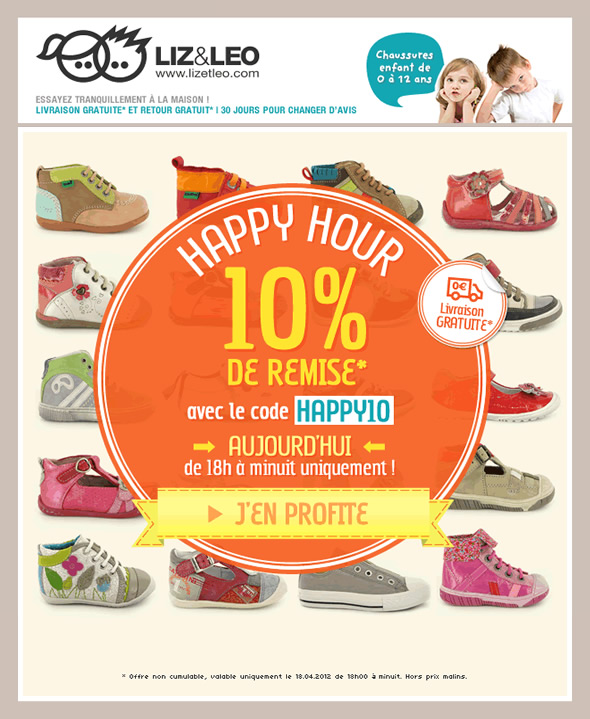 LIZ&LEO
www.lizetleo.com
Chaussures
enfant de
0 à 12 ans
ESSAYEZ TRANQUILLEMENT À LA MAISON !
LIVRAISON GRATUITE* ET RETOUR GRATUIT* I 30 JOURS POUR CHANGER D'AVIS
HAPPY HOUR
10%
DE REMISE*
0€
Livraison
GRATUITE*
avec le code HAPPY10
AUJOURD'HUI
de 18h à minuit uniquement !
J'EN PROFITE
* Offre non cumulable, valable uniquement le 18.04.2012 de 18h00 à minuit. Hors prix malins.